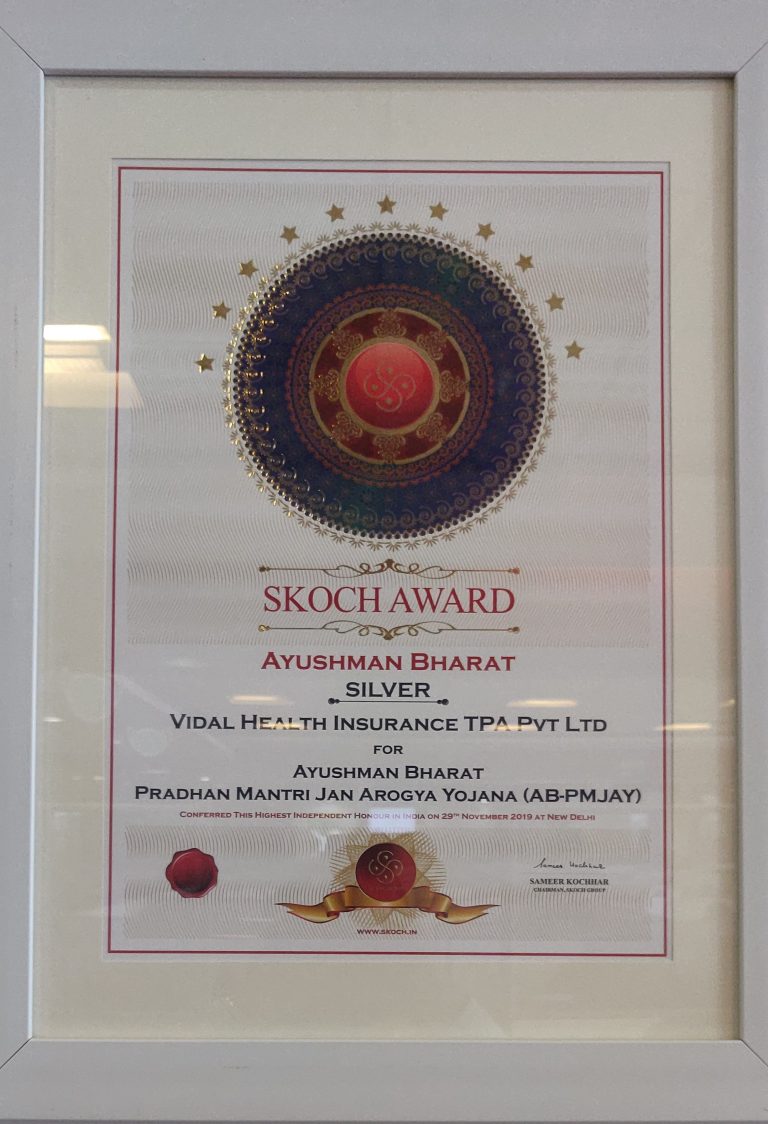 SKOCH AWARD
AYUSHMAN BHARAT
SILVER
VIDAL HEALTH INSURANCE TPA PVT LTD
FOR
AYUSHMAN BHARAT
PRADHAN MANTRI JAN AROGYA YOJANA (AB-PMJAY)
CONFERRED THIS HIGHEST INDEPENDENT HONOUR IN INDIA ON 29TH NOVEMBER 2019 AT NEW DELHI
Sameer Kochhar
SAMEER KOCHHAR
CHAIRMAN, SKOCH GROUP
WWW.SKOCH.IN